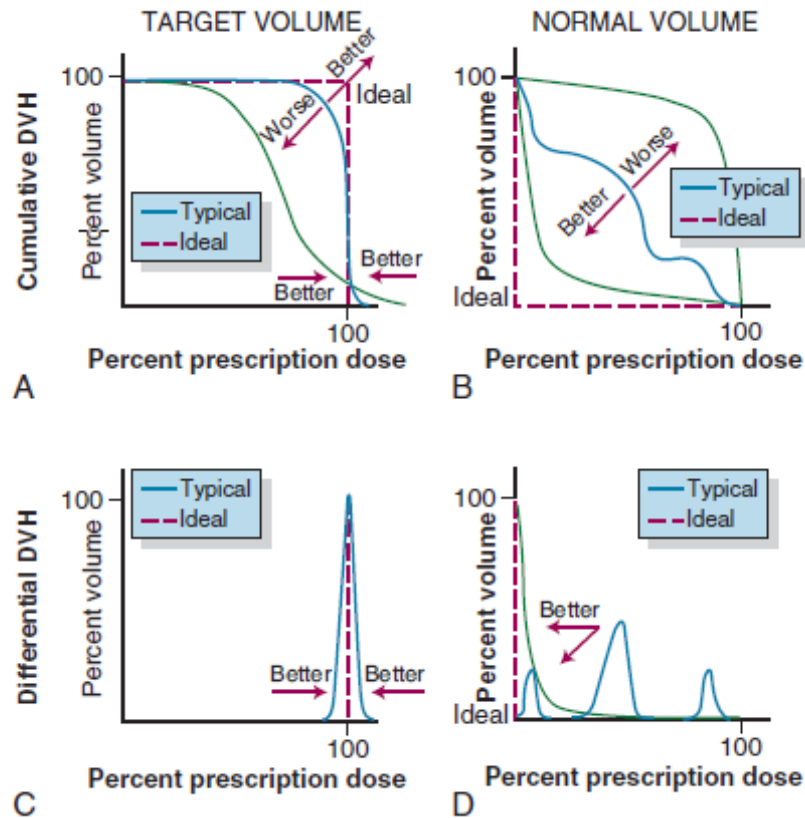 TARGET VOLUME
Cumulative DVH
Percent volume
100
Better
Worse
Ideal
Typical
Ideal
Better
Better
100
Percent prescription dose
A
NORMAL VOLUME
Percent volume
100
Worse
Better
Typical
Ideal
Ideal
100
Percent prescription dose
B
Differential DVH
Percent volume
Typical
Ideal
100
Better
Better
100
Percent prescription dose
C
Percent volume
Typical
Ideal
100
Better
Ideal
100
Percent prescription dose
D